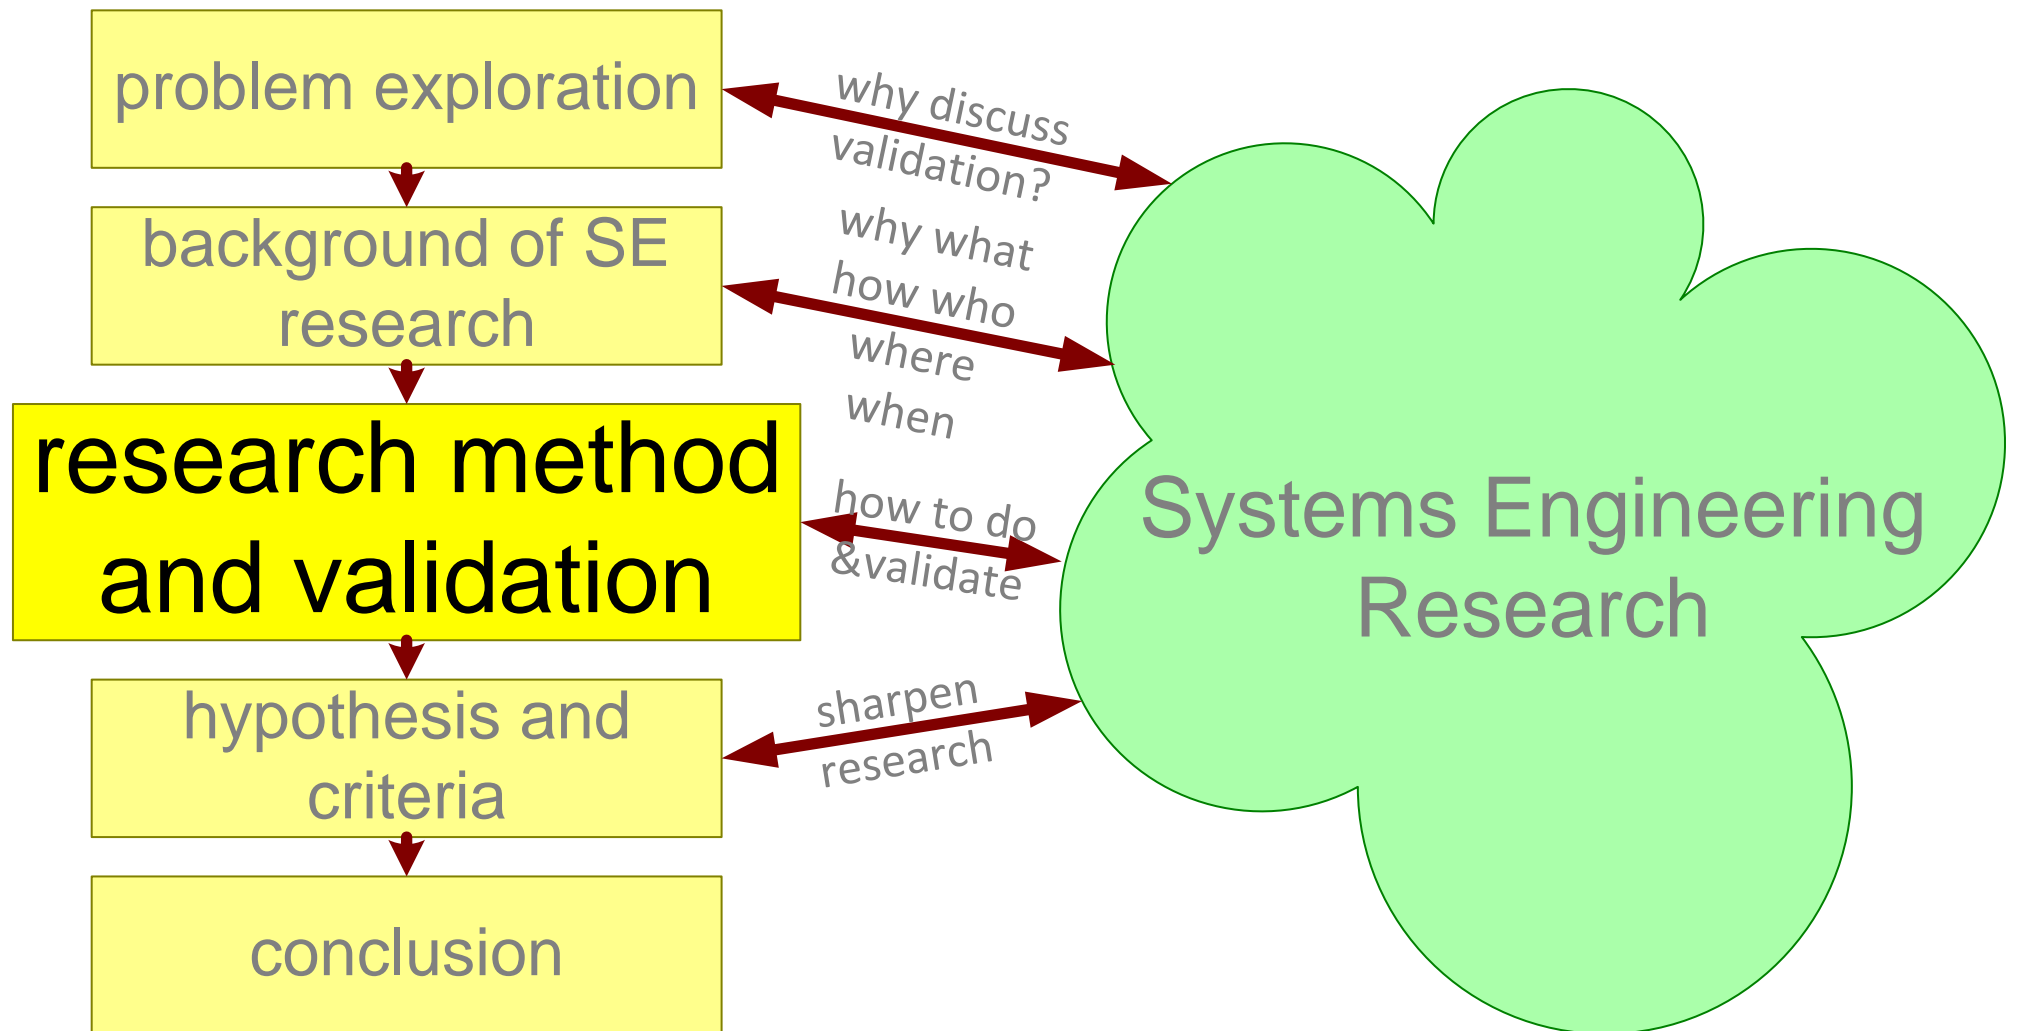 problem exploration
why discuss
validation?
background of SE
research
why what
how who
where
when
research method
and validation
how to do
&validate
Systems Engineering
Research
hypothesis and
criteria
sharpen
research
conclusion